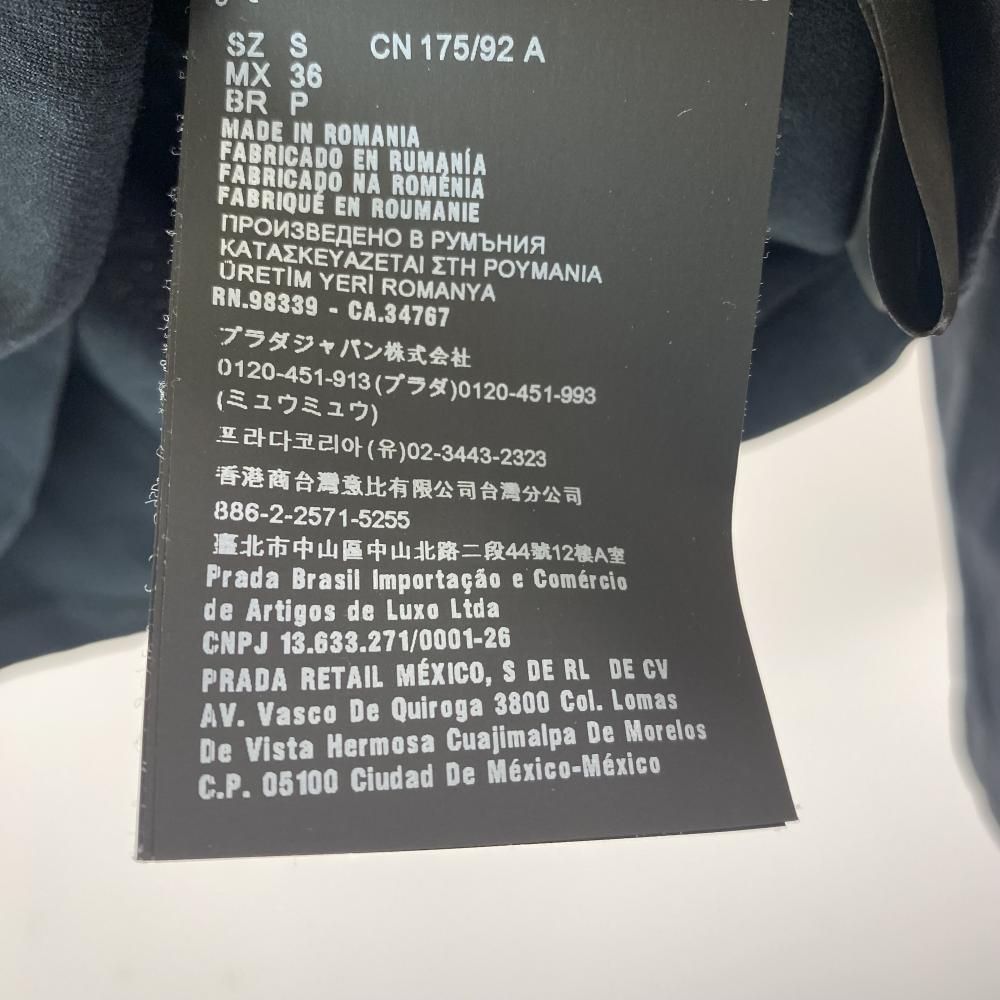 SZ S CN 175/92 A
MX 36
BR P
MADE IN ROMANIA
FABRICADO EN RUMANÍA
FABRICADO NA ROMÉNIA
FABRIQUÉ EN ROUMANIE
ПРОИЗВЕДЕНО В РУМЪНИЯ
ΚΑΤΑΣΚΕΥΑΖΕΤΑΙ ΣΤΗ ΡΟΥΜΑΝΙΑ
ÜRETİM YERİ ROMANYA
RN.98339 - CA.34767
プラダジャパン株式会社
0120-451-913(プラダ)0120-451-993
(ミュウミュウ)
프라다코리아(유)02-3443-2323
香港商台灣意比有限公司台灣分公司
886-2-2571-5255
臺北市中山區中山北路二段44號12樓A室
Prada Brasil Importação e Comércio
de Artigos de Luxo Ltda
CNPJ 13.633.271/0001-26
PRADA RETAIL MÉXICO, S DE RL DE CV
AV. Vasco De Quiroga 3800 Col. Lomas
De Vista Hermosa Cuajimalpa De Morelos
C.P. 05100 Ciudad De México-México